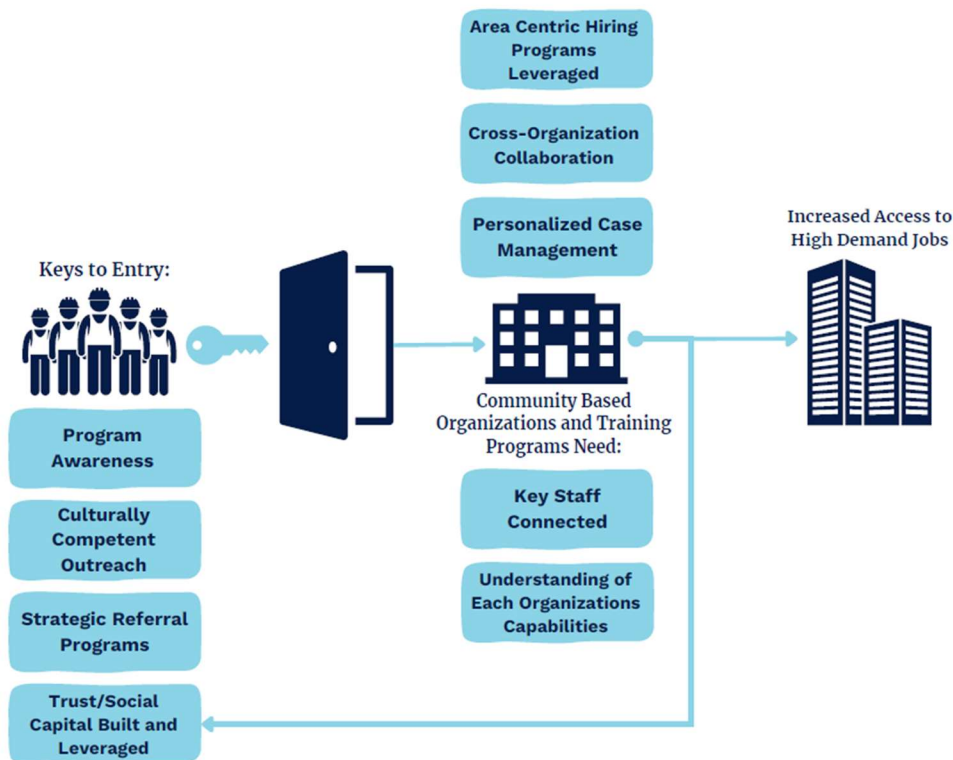 Keys to Entry:
Program
Awareness
Culturally
Competent
Outreach
Strategic Referral
Programs
Trust/Social
Capital Built and
Leveraged
Area Centric Hiring
Programs
Leveraged
Cross-Organization
Collaboration
Personalized Case
Management
Community Based
Organizations and Training
Programs Need:
Key Staff
Connected
Understanding of
Each Organizations
Capabilities
Increased Access to
High Demand Jobs